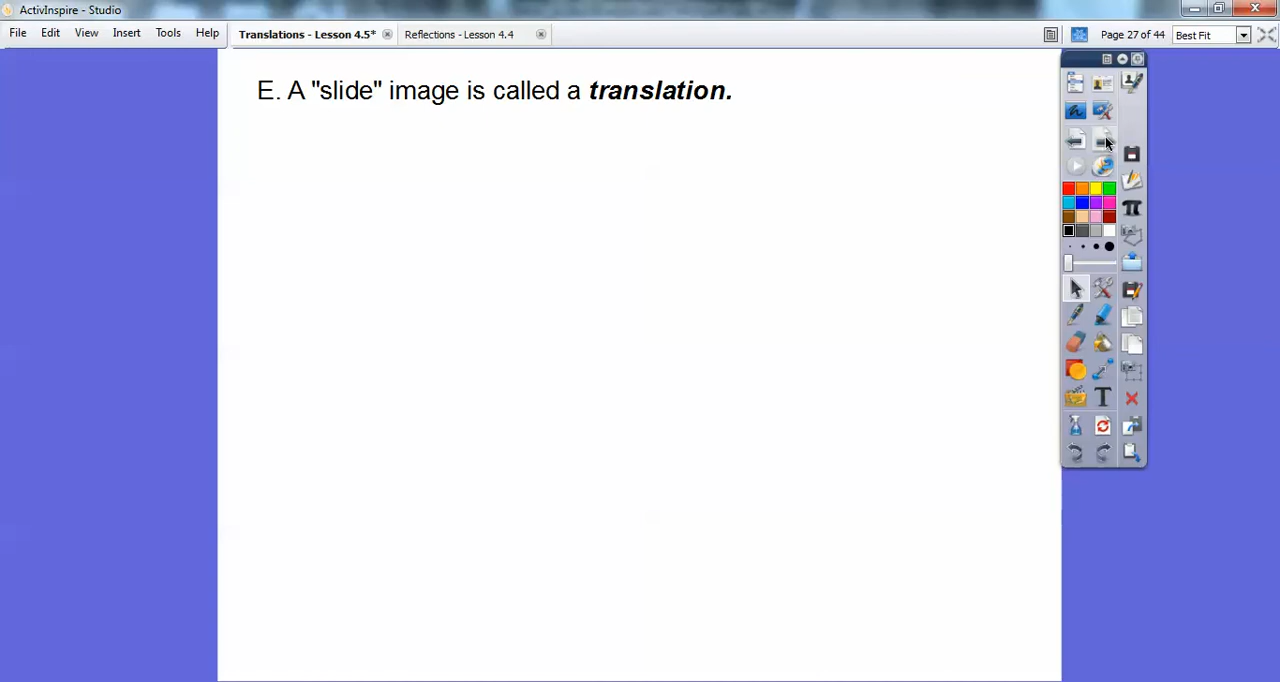 ActivInspire - Studio
File Edit View Insert Tools Help Translations - Lesson 4.5* Reflections - Lesson 4.4 Page 27 of 44 Best Fit
E. A "slide" image is called a translation.